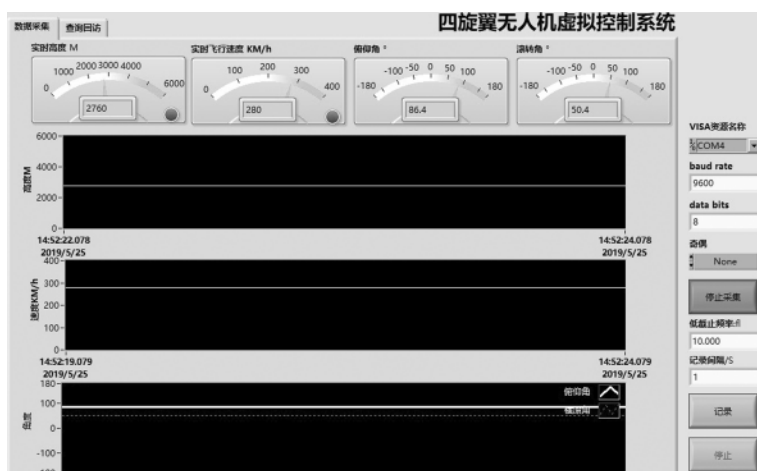 四旋翼无人机虚拟控制系统
数据采集 查询回访
实时高度 M
0 1000 2000 3000 4000 6000
2760
实时飞行速度 KM/h
0 100 200 300 400
280
俯仰角 °
-180 -100 -50 0 50 100 180
86.4
滚转角 °
-180 -100 -50 0 50 100 180
50.4
高度M
6000
4000
2000
0
14:52:22.078
2019/5/25
14:52:24.078
2019/5/25
速度KM/h
400
300
200
100
0
14:52:19.079
2019/5/25
14:52:24.079
2019/5/25
角度
180
100
0
-100
俯仰角
VISA资源名称
COM4
baud rate
9600
data bits
8
奇偶
None
停止采集
低截止频率:fl
10.000
记录间隔/S
1
记录
停止